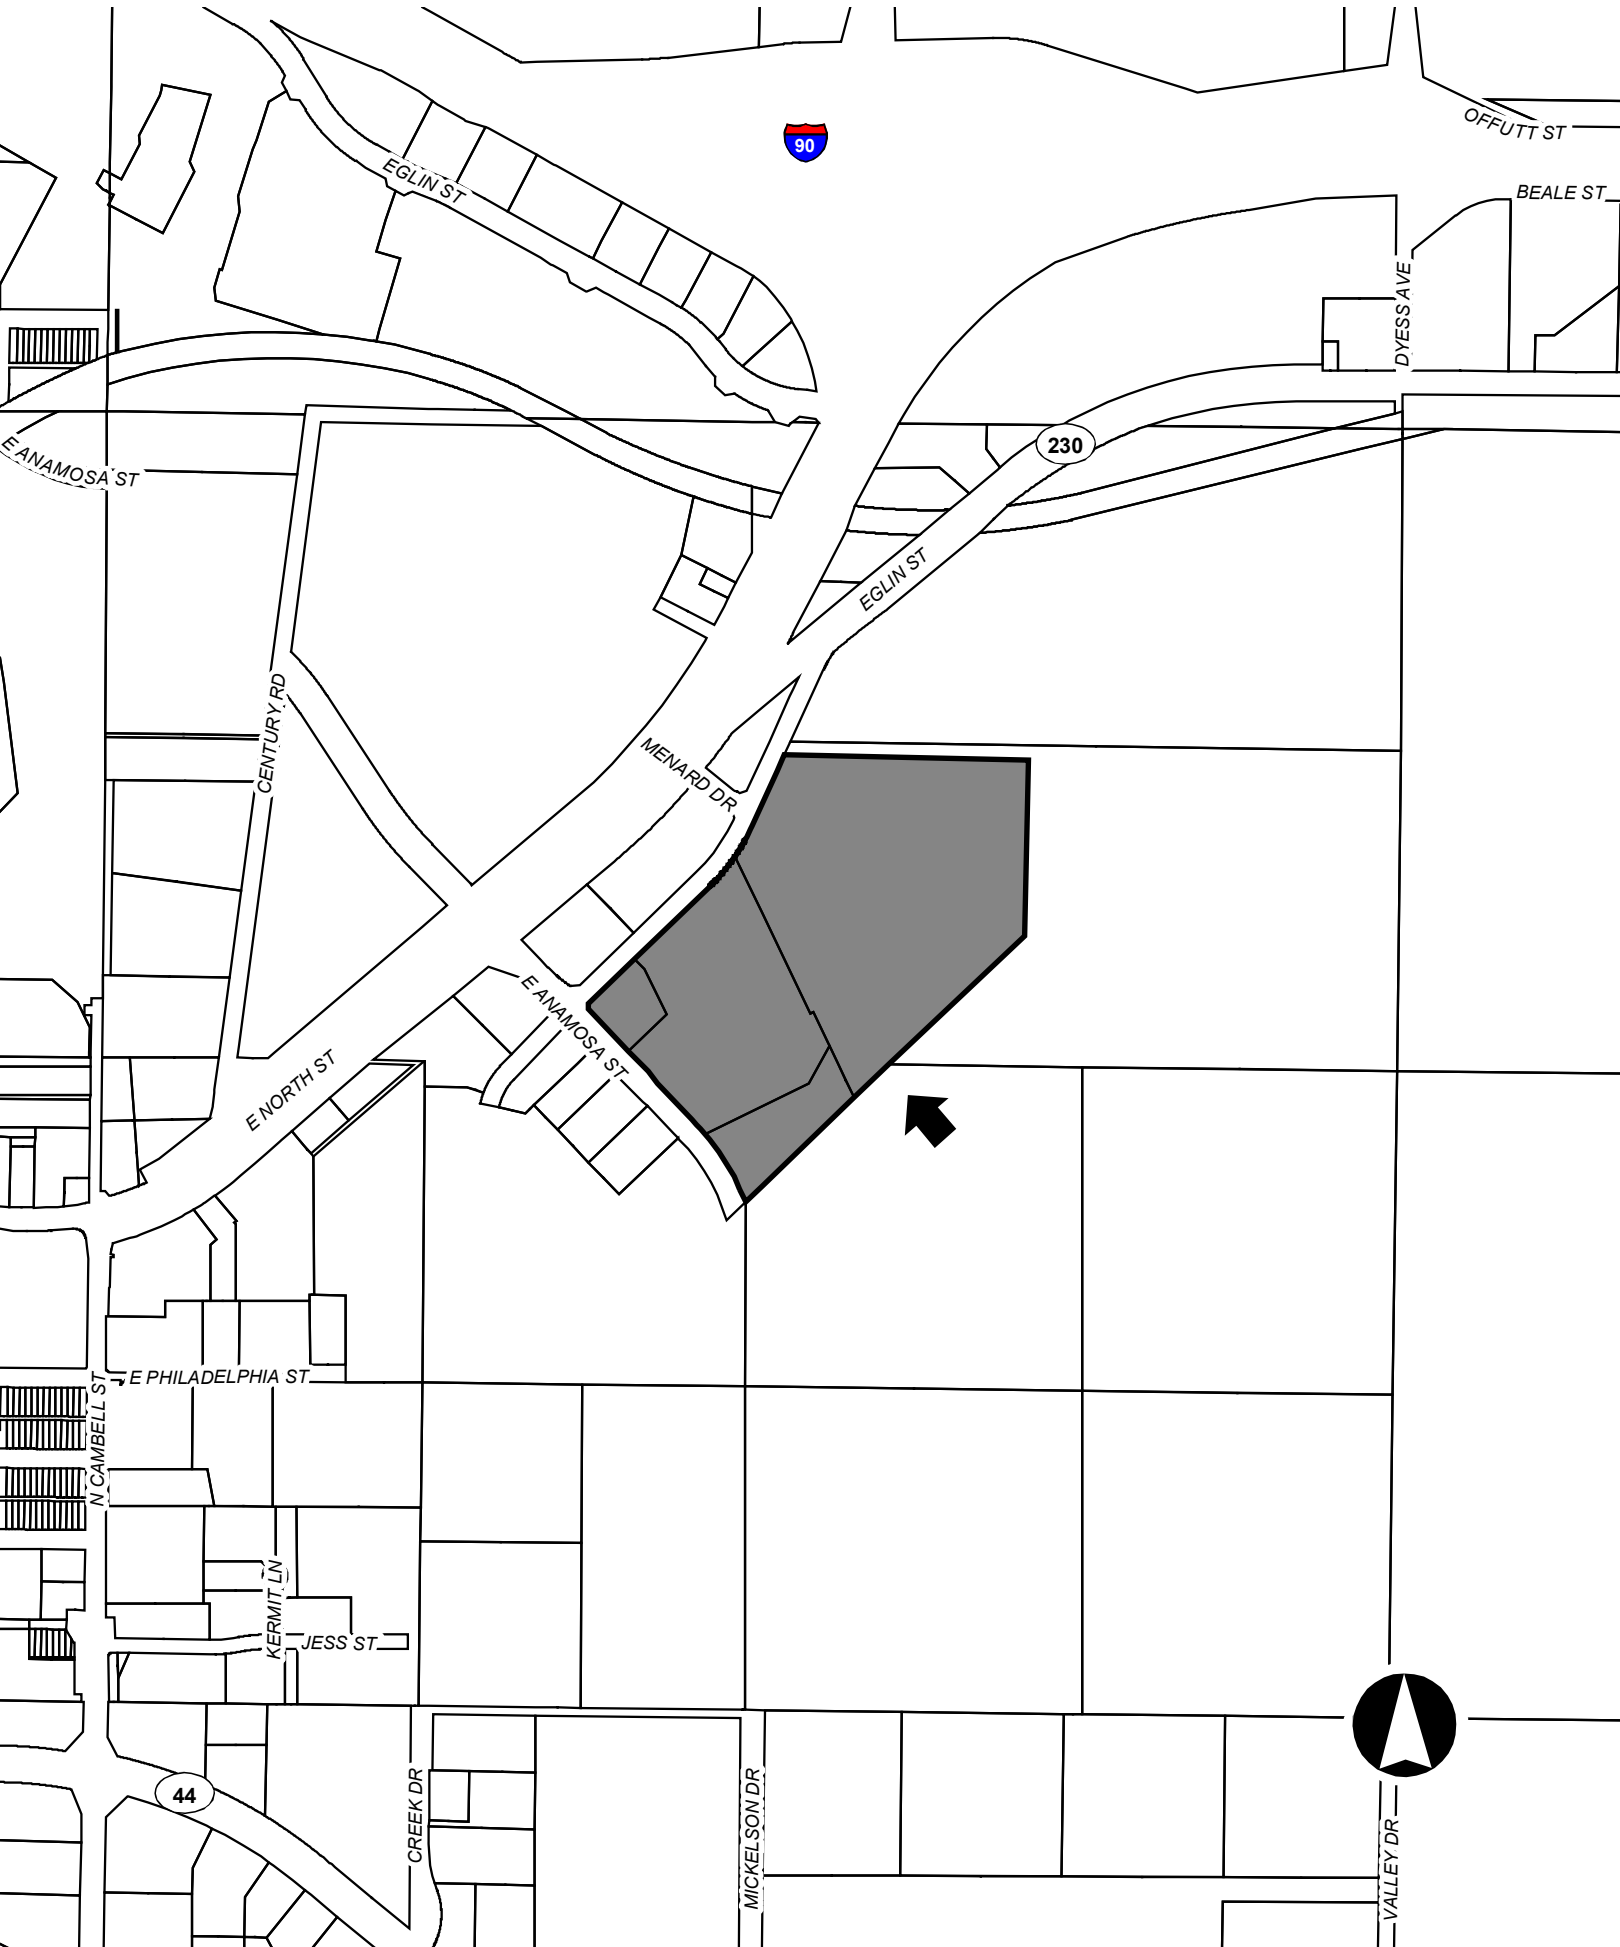 OFFUTT ST
90
EGLIN ST
BEALE ST
DYESS AVE
230
E ANAMOSA ST
EGLIN ST
CENTURY RD
MENARD DR
E ANAMOSA ST
E NORTH ST
E PHILADELPHIA ST
N CAMBELL ST
KERMIT LN
JESS ST
44
CREEK DR
MICKELSON DR
VALLEY DR